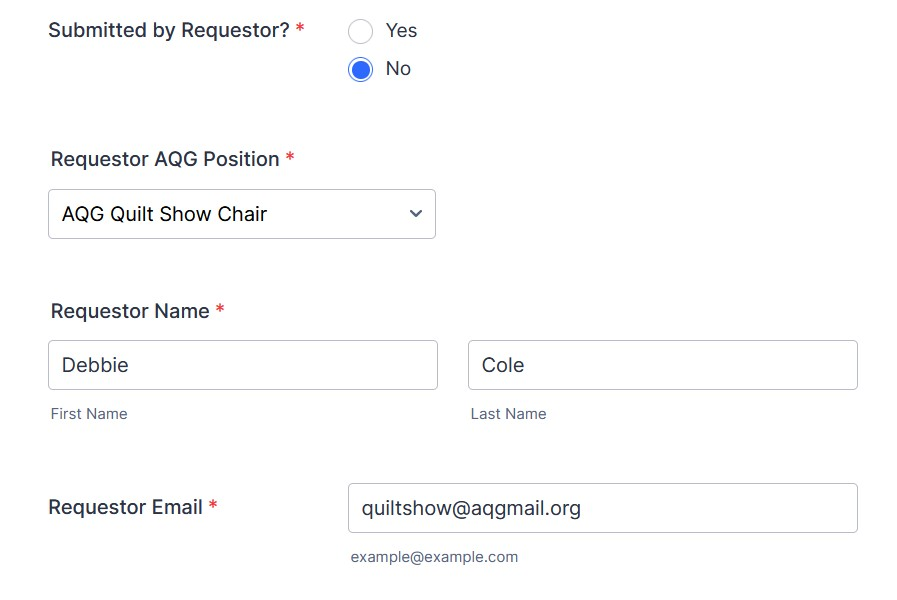 Submitted by Requestor? *
Yes
No
Requestor AQG Position *
AQG Quilt Show Chair
Requestor Name *
Debbie Cole
First Name Last Name
Requestor Email *
quiltshow@aqgmail.org
example@example.com